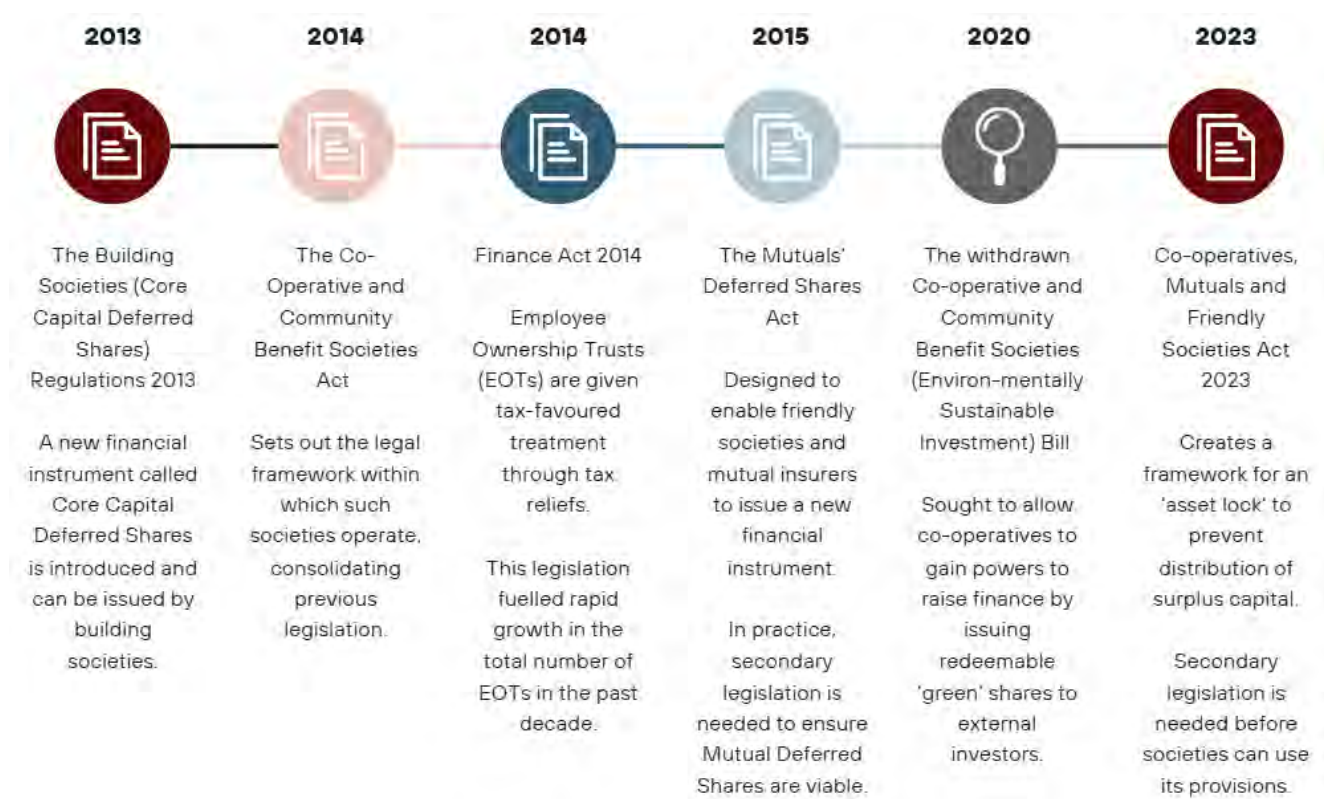 2013
2014
2014
2015
2020
2023
The Building
Societies (Core
Capital Deferred
Shares)
Regulations 2013
A new financial
instrument called
Core Capital
Deferred Shares
is introduced and
can be issued by
building
societies.
The Co-
Operative and
Community
Benefit Societies
Act
Sets out the legal
framework within
which such
societies operate,
consolidating
previous
legislation.
Finance Act 2014
Employee
Ownership Trusts
(EOTs) are given
tax-favoured
treatment
through tax
reliefs.
This legislation
fuelled rapid
growth in the
total number of
EOTs in the past
decade.
The Mutuals'
Deferred Shares
Act
Designed to
enable friendly
societies and
mutual insurers
to issue a new
financial
instrument.
In practice,
secondary
legislation is
needed to ensure
Mutual Deferred
Shares are viable.
The withdrawn
Co-operative and
Community
Benefit Societies
(Environ-mentally
Sustainable
Investment) Bill
Sought to allow
co-operatives to
gain powers to
raise finance by
issuing
redeemable
'green' shares to
external
investors.
Co-operatives,
Mutuals and
Friendly
Societies Act
2023
Creates a
framework for an
'asset lock' to
prevent
distribution of
surplus capital.
Secondary
legislation is
needed before
societies can use
its provisions.